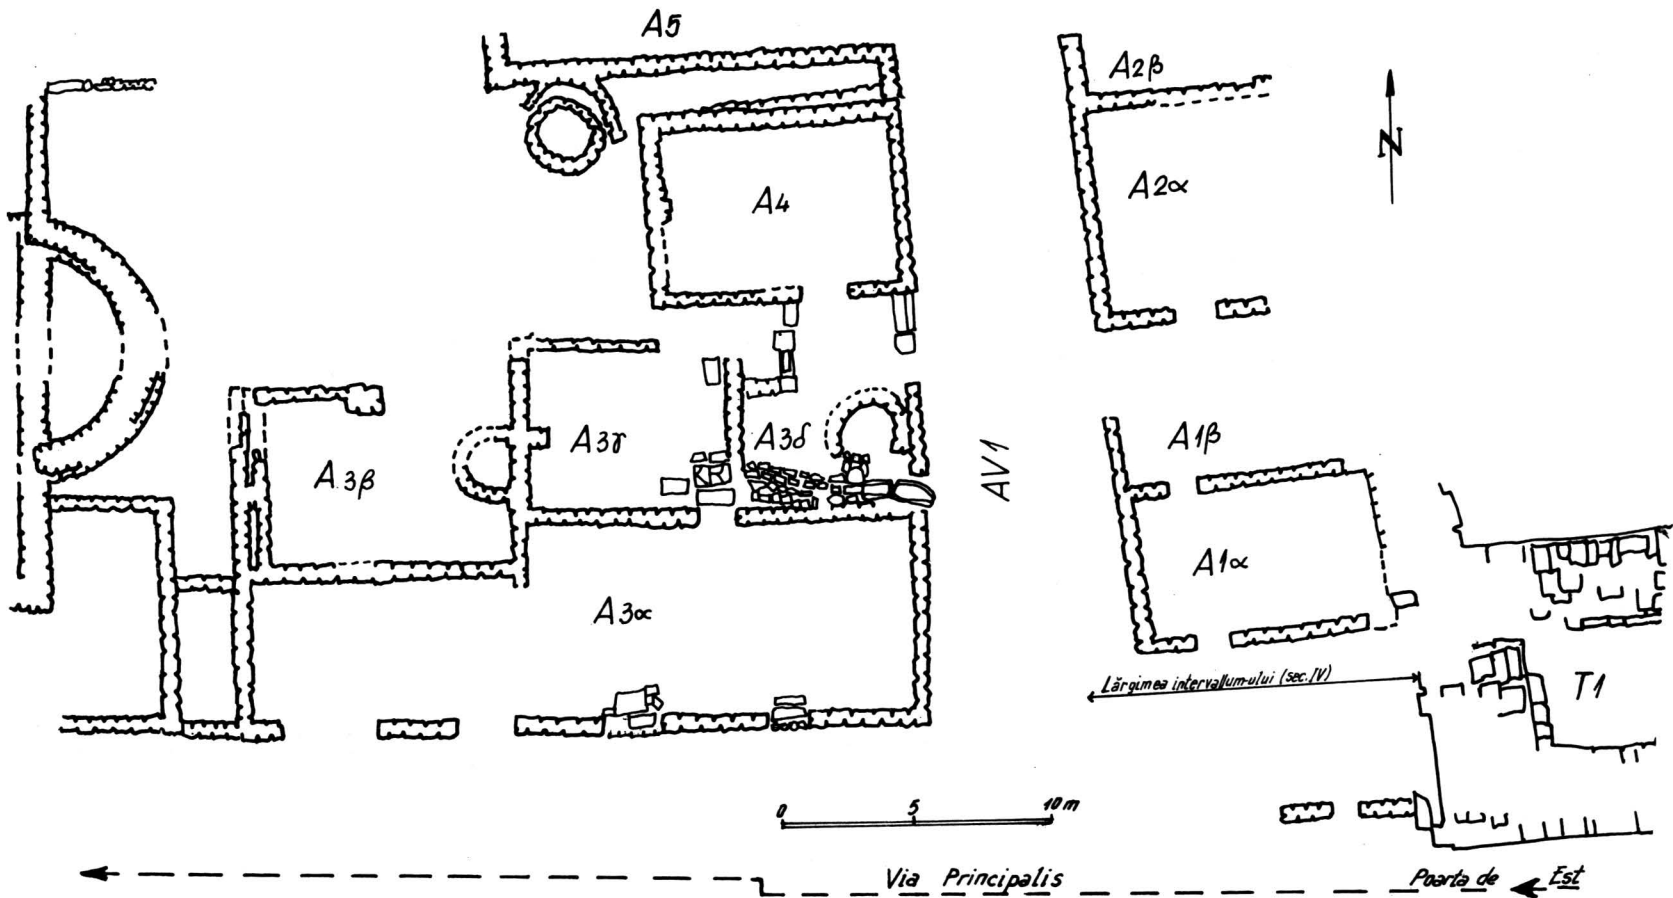 A5
A2β
N
A2α
A4
A1β
A3γ
A3δ
A3β
AV1
A1α
A3α
Lărgimea intervallum-ului (sec. IV)
T1
0 5 10 m
Via Principalis
Poarta de Est